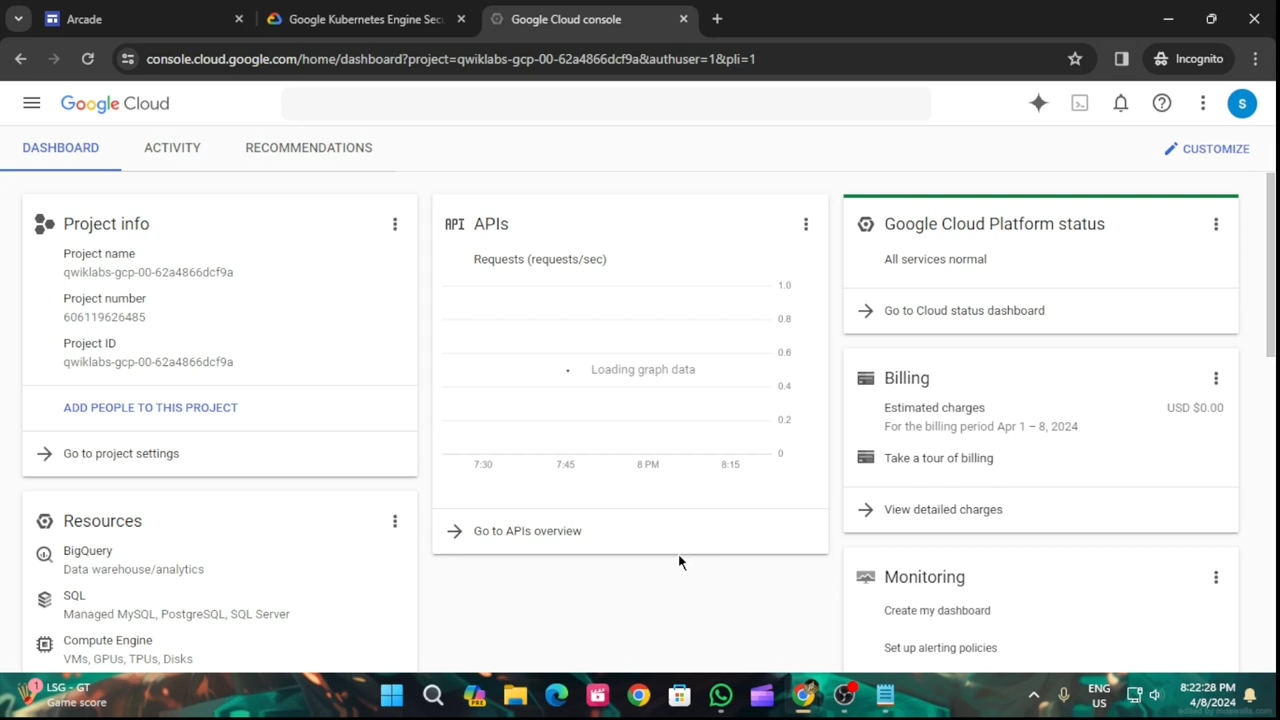 Arcade
Google Kubernetes Engine Secu
Google Cloud console
console.cloud.google.com/home/dashboard?project=qwiklabs-gcp-00-62a4866dcf9a&authuser=1&pli=1
Incognito
Google Cloud
S
DASHBOARD
ACTIVITY
RECOMMENDATIONS
CUSTOMIZE
Project info
Project name
qwiklabs-gcp-00-62a4866dcf9a
Project number
606119626485
Project ID
qwiklabs-gcp-00-62a4866dcf9a
ADD PEOPLE TO THIS PROJECT
Go to project settings
Resources
BigQuery
Data warehouse/analytics
SQL
Managed MySQL, PostgreSQL, SQL Server
Compute Engine
VMs, GPUs, TPUs, Disks
API APIs
Requests (requests/sec)
1.0
0.8
0.6
Loading graph data
0.4
0.2
0
7:30 7:45 8 PM 8:15
Go to APIs overview
Google Cloud Platform status
All services normal
Go to Cloud status dashboard
Billing
Estimated charges USD $0.00
For the billing period Apr 1 – 8, 2024
Take a tour of billing
View detailed charges
Monitoring
Create my dashboard
Set up alerting policies
1
LSG - GT
Game score
PRE
ENG
US
8:22:28 PM
4/8/2024